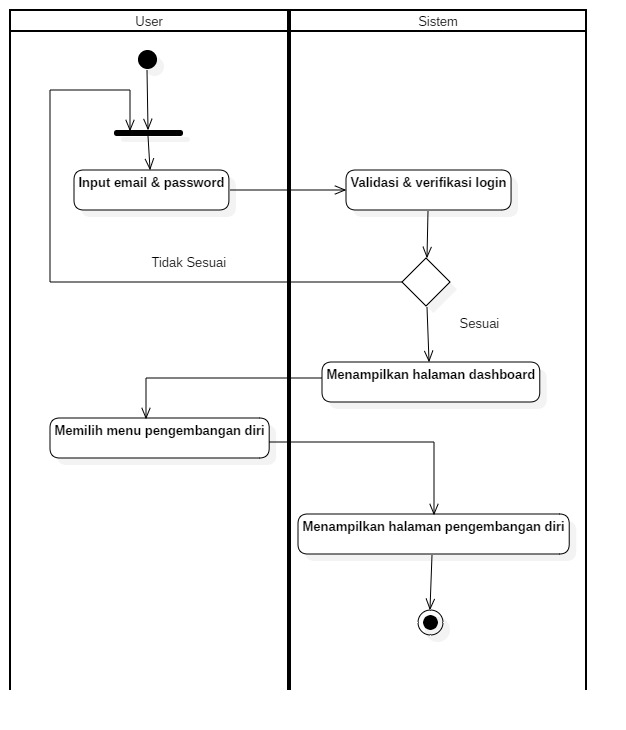 User
Sistem
Input email & password
Validasi & verifikasi login
Tidak Sesuai
Sesuai
Menampilkan halaman dashboard
Memilih menu pengembangan diri
Menampilkan halaman pengembangan diri